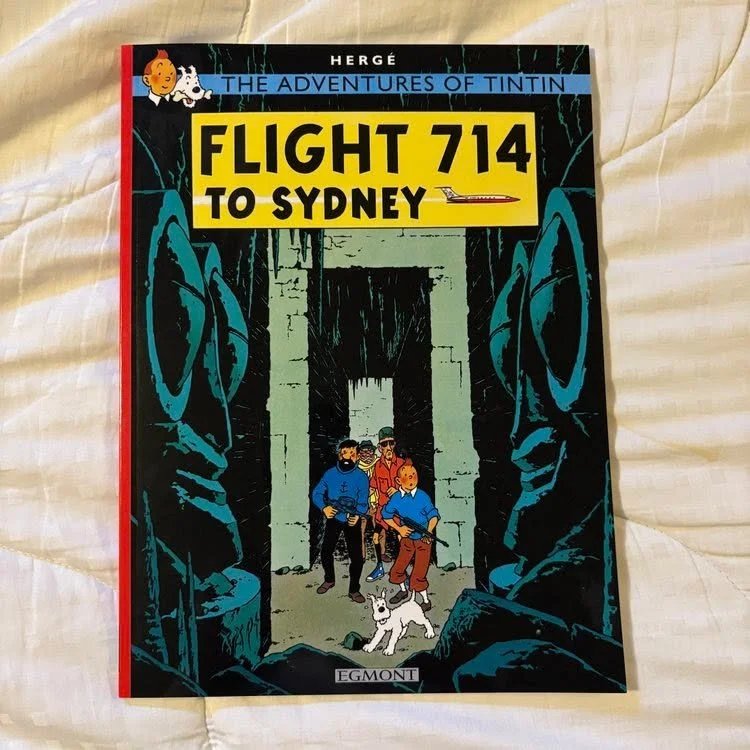 HERGÉ
THE ADVENTURES OF TINTIN
FLIGHT 714
TO SYDNEY
EGMONT